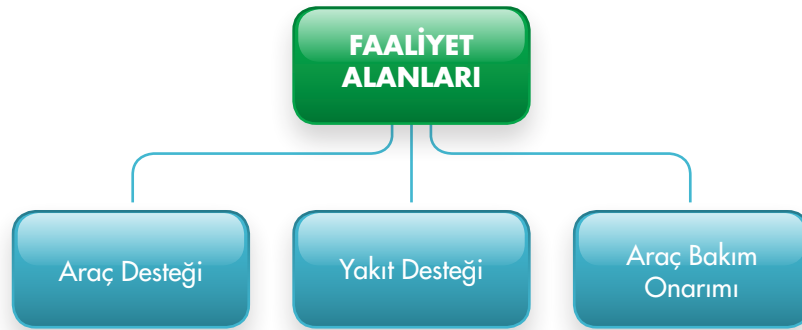 FAALİYET
ALANLARI
Araç Desteği
Yakıt Desteği
Araç Bakım
Onarımı